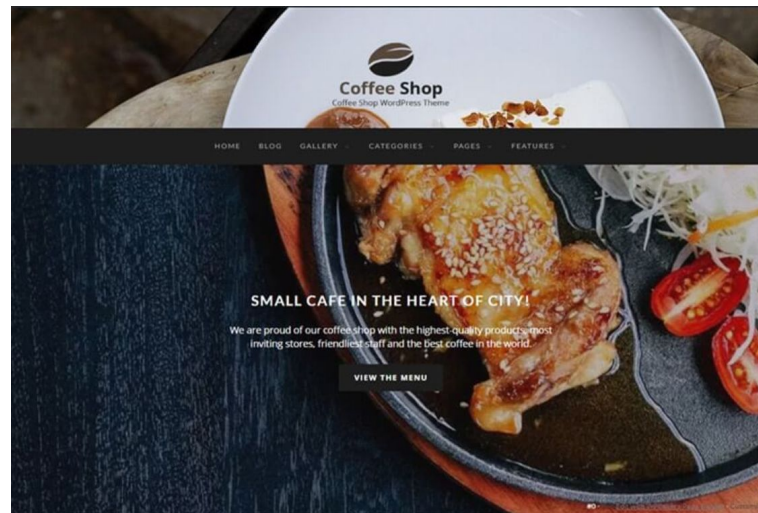 Coffee Shop
Coffee Shop WordPress Theme
HOME BLOG GALLERY CATEGORIES PAGES FEATURES
SMALL CAFE IN THE HEART OF CITY!
We are proud of our coffee shop with the highest-quality products, most
inviting stores, friendliest staff and the best coffee in the world.
VIEW THE MENU